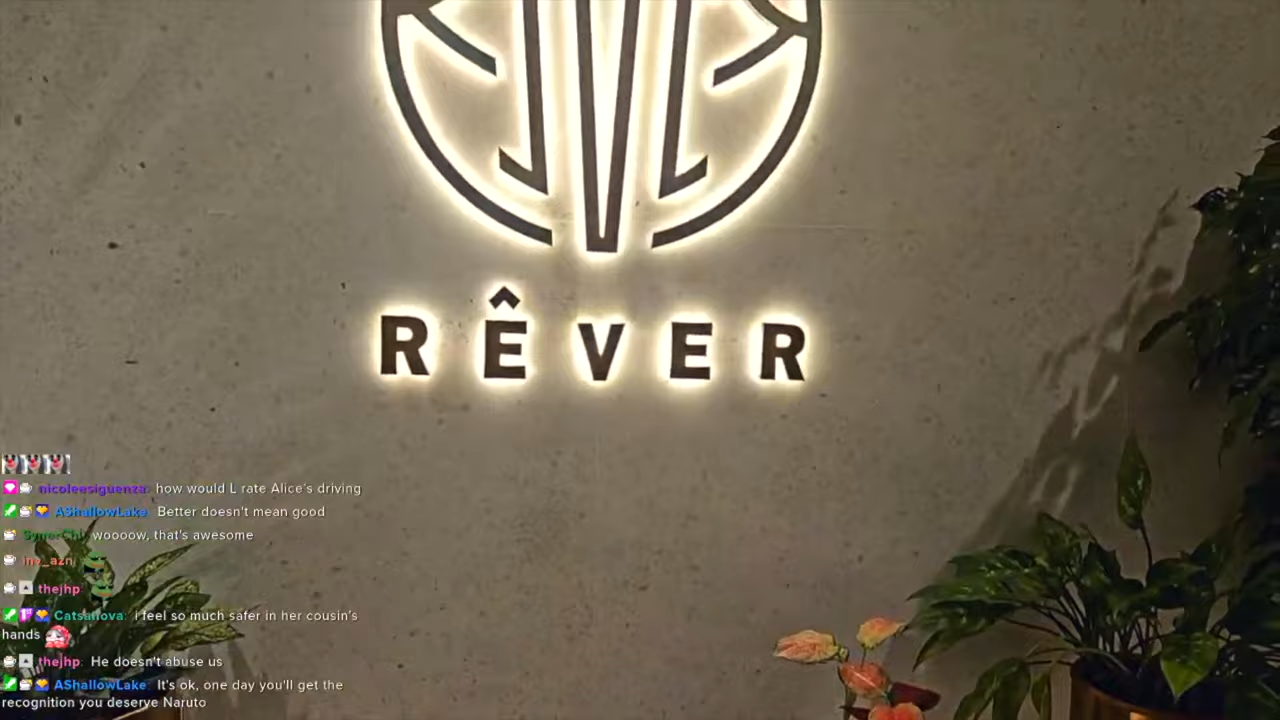 RÊVER
nicoleesiguenza: how would L rate Alice's driving
AShallowLake: Better doesn't mean good
woooow, that's awesome
thejhp:
Catsanova: i feel so much safer in her cousin's
hands
thejhp: He doesn't abuse us
AShallowLake: It's ok, one day you'll get the
recognition you deserve Naruto